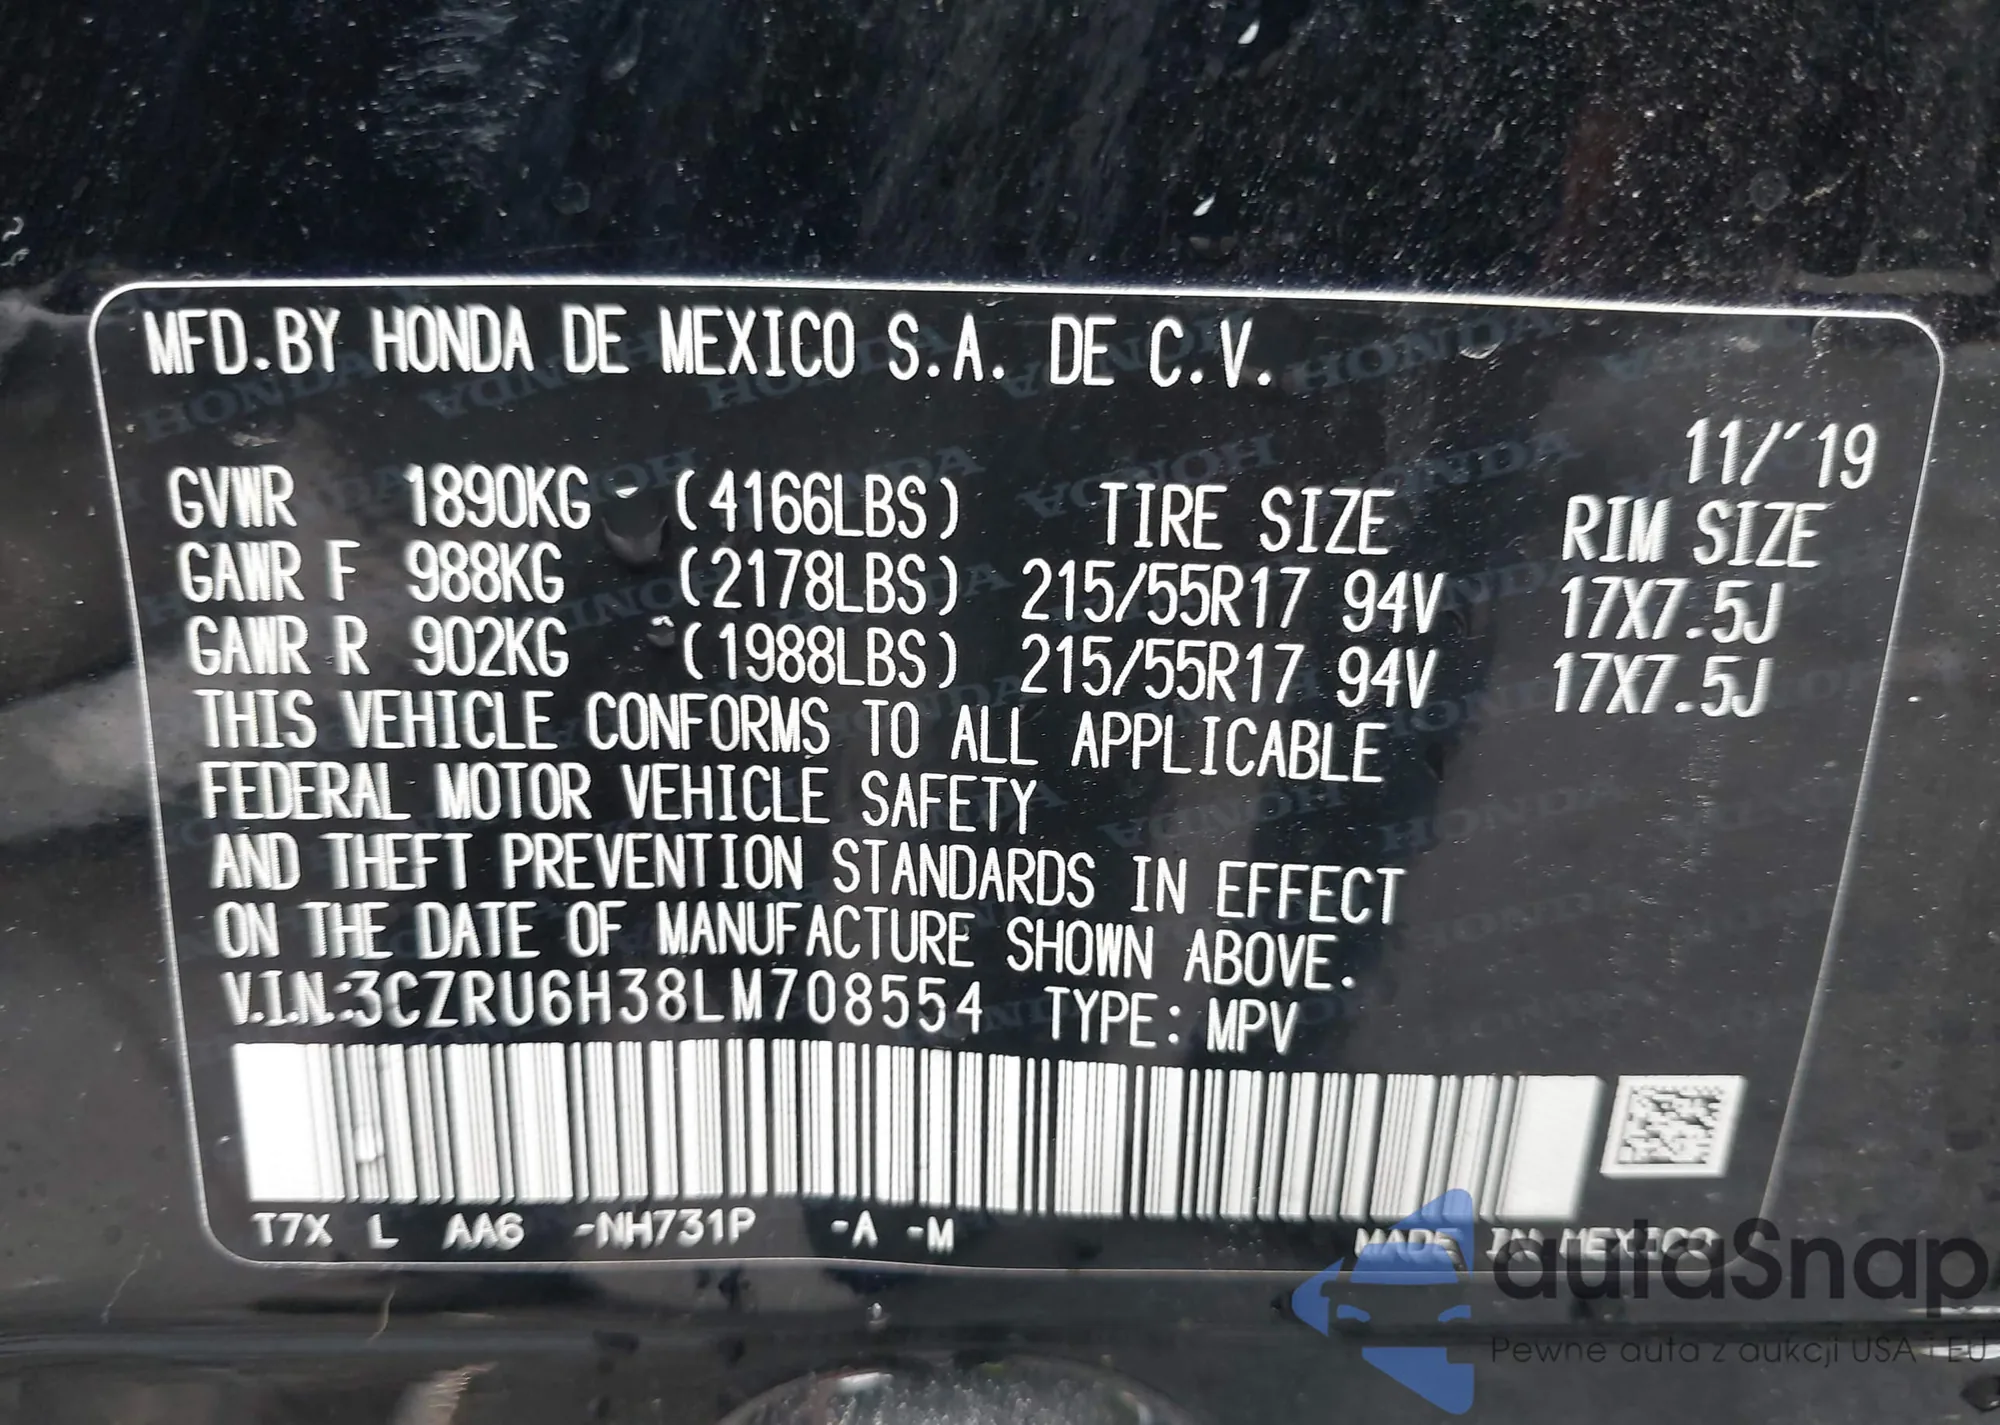 MFD.BY HONDA DE MEXICO S.A. DE C.V.
11/'19
GVWR 1890KG (4166LBS) TIRE SIZE RIM SIZE
GAWR F 988KG (2178LBS) 215/55R17 94V 17X7.5J
GAWR R 902KG (1988LBS) 215/55R17 94V 17X7.5J
THIS VEHICLE CONFORMS TO ALL APPLICABLE
FEDERAL MOTOR VEHICLE SAFETY
AND THEFT PREVENTION STANDARDS IN EFFECT
ON THE DATE OF MANUFACTURE SHOWN ABOVE.
V.I.N.:3CZRU6H38LM708554 TYPE: MPV
T7X L AA6 -NH731P -A -M MADE IN MEXICO
autaSnap
Pewne auta z aukcji USA i EU